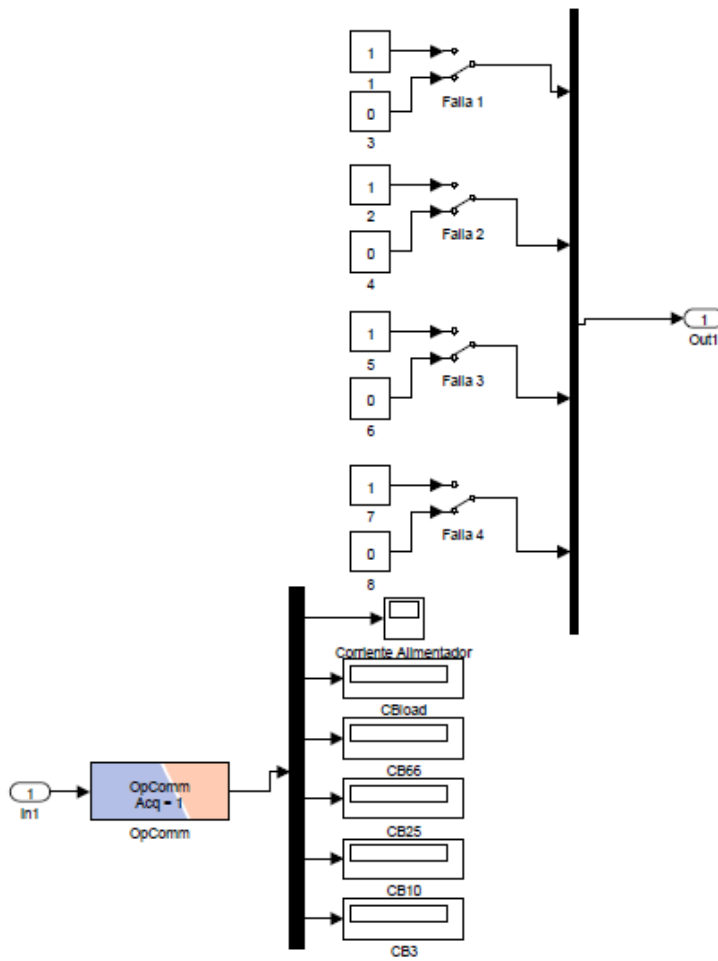 1
1
0
3
Falla 1
1
2
0
4
Falla 2
1
5
0
6
Falla 3
1
7
0
8
Falla 4
1
Out1
Corriente Alimentador
CBload
CB66
CB25
CB10
CB3
1
In1
OpComm
Acq = 1
OpComm